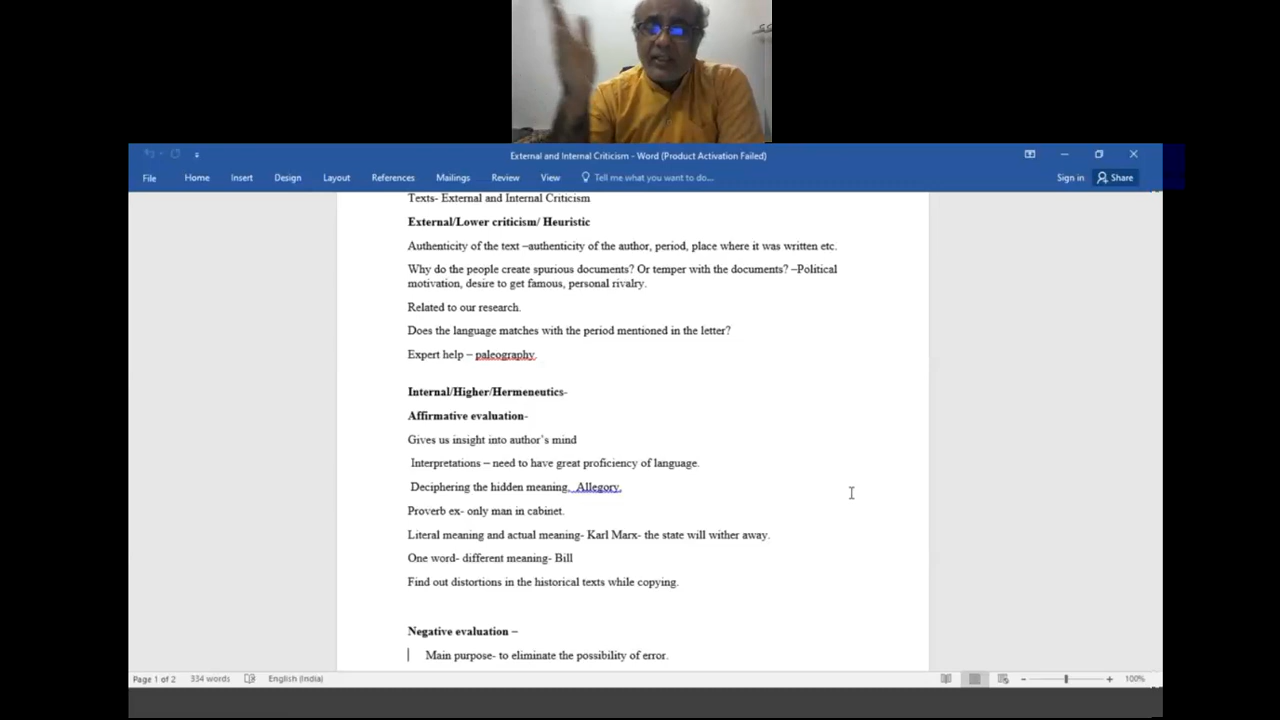 External and Internal Criticism - Word (Product Activation Failed)
File Home Insert Design Layout References Mailings Review View Tell me what you want to do... Sign in Share
Texts- External and Internal Criticism
External/Lower criticism/ Heuristic
Authenticity of the text –authenticity of the author, period, place where it was written etc.
Why do the people create spurious documents? Or temper with the documents? –Political
motivation, desire to get famous, personal rivalry.
Related to our research.
Does the language matches with the period mentioned in the letter?
Expert help – paleography.
Internal/Higher/Hermeneutics-
Affirmative evaluation-
Gives us insight into author's mind
Interpretations – need to have great proficiency of language.
Deciphering the hidden meaning, Allegory,
Proverb ex- only man in cabinet.
Literal meaning and actual meaning- Karl Marx- the state will wither away.
One word- different meaning- Bill
Find out distortions in the historical texts while copying.
Negative evaluation –
Main purpose- to eliminate the possibility of error.
Page 1 of 2 334 words English (India) 100%